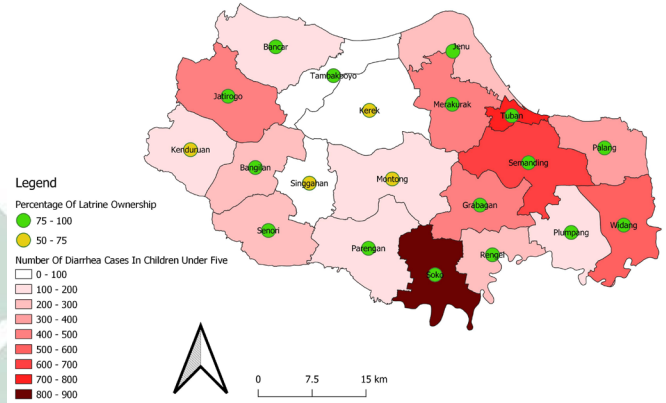 Bancar
Jenu
Tambakboyo
Jatirogo
Merakurak
Kerek
Tuban
Kenduruan
Palang
Bangilan
Semanding
Singgahan
Montong
Grabagan
Senori
Widang
Plumpang
Parengan
Rengel
Soko
Legend
Percentage Of Latrine Ownership
75 - 100
50 - 75
Number Of Diarrhea Cases In Children Under Five
0 - 100
100 - 200
200 - 300
300 - 400
400 - 500
500 - 600
600 - 700
700 - 800
800 - 900
0 7.5 15 km